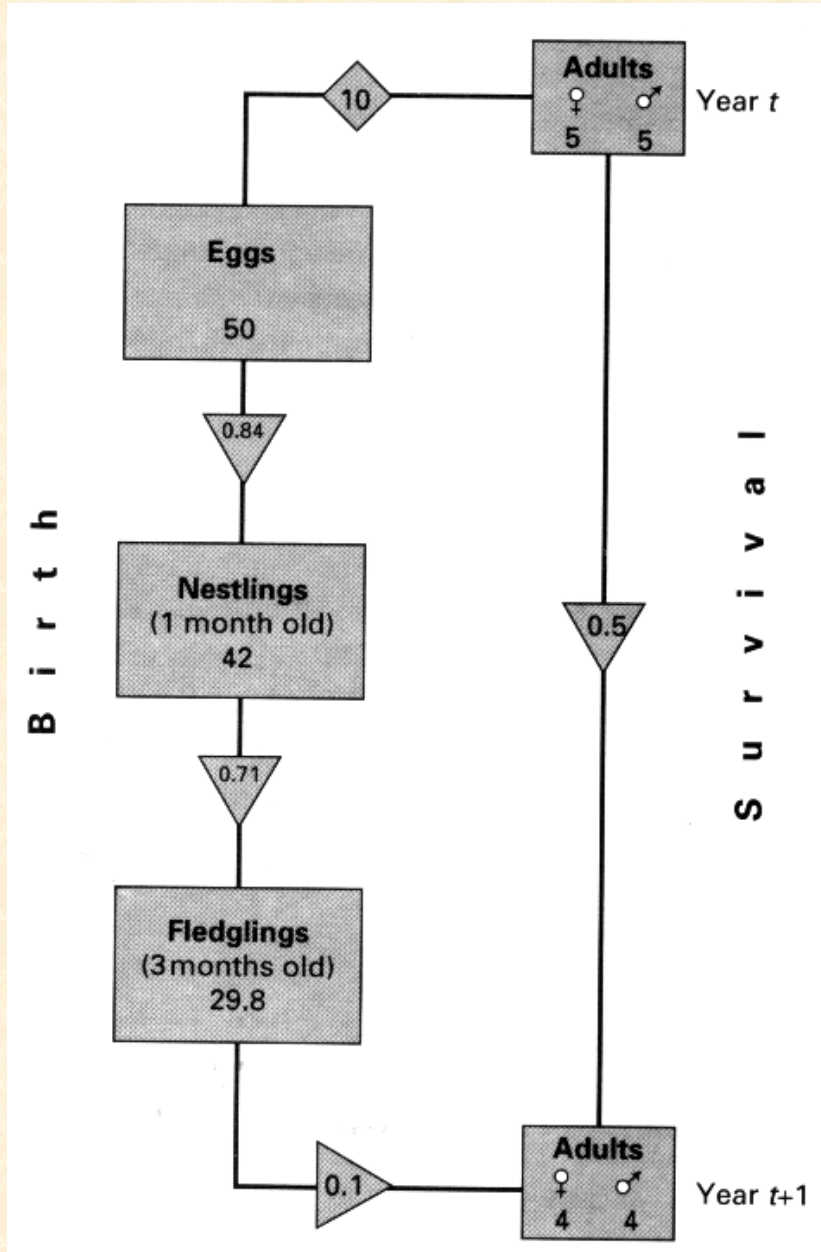 Adults
♀ ♂
5 5
Year t
10
Eggs
50
0.84
Nestlings
(1 month old)
42
0.71
Fledglings
(3 months old)
29.8
0.1
Birth
0.5
Survival
Adults
♀ ♂
4 4
Year t+1